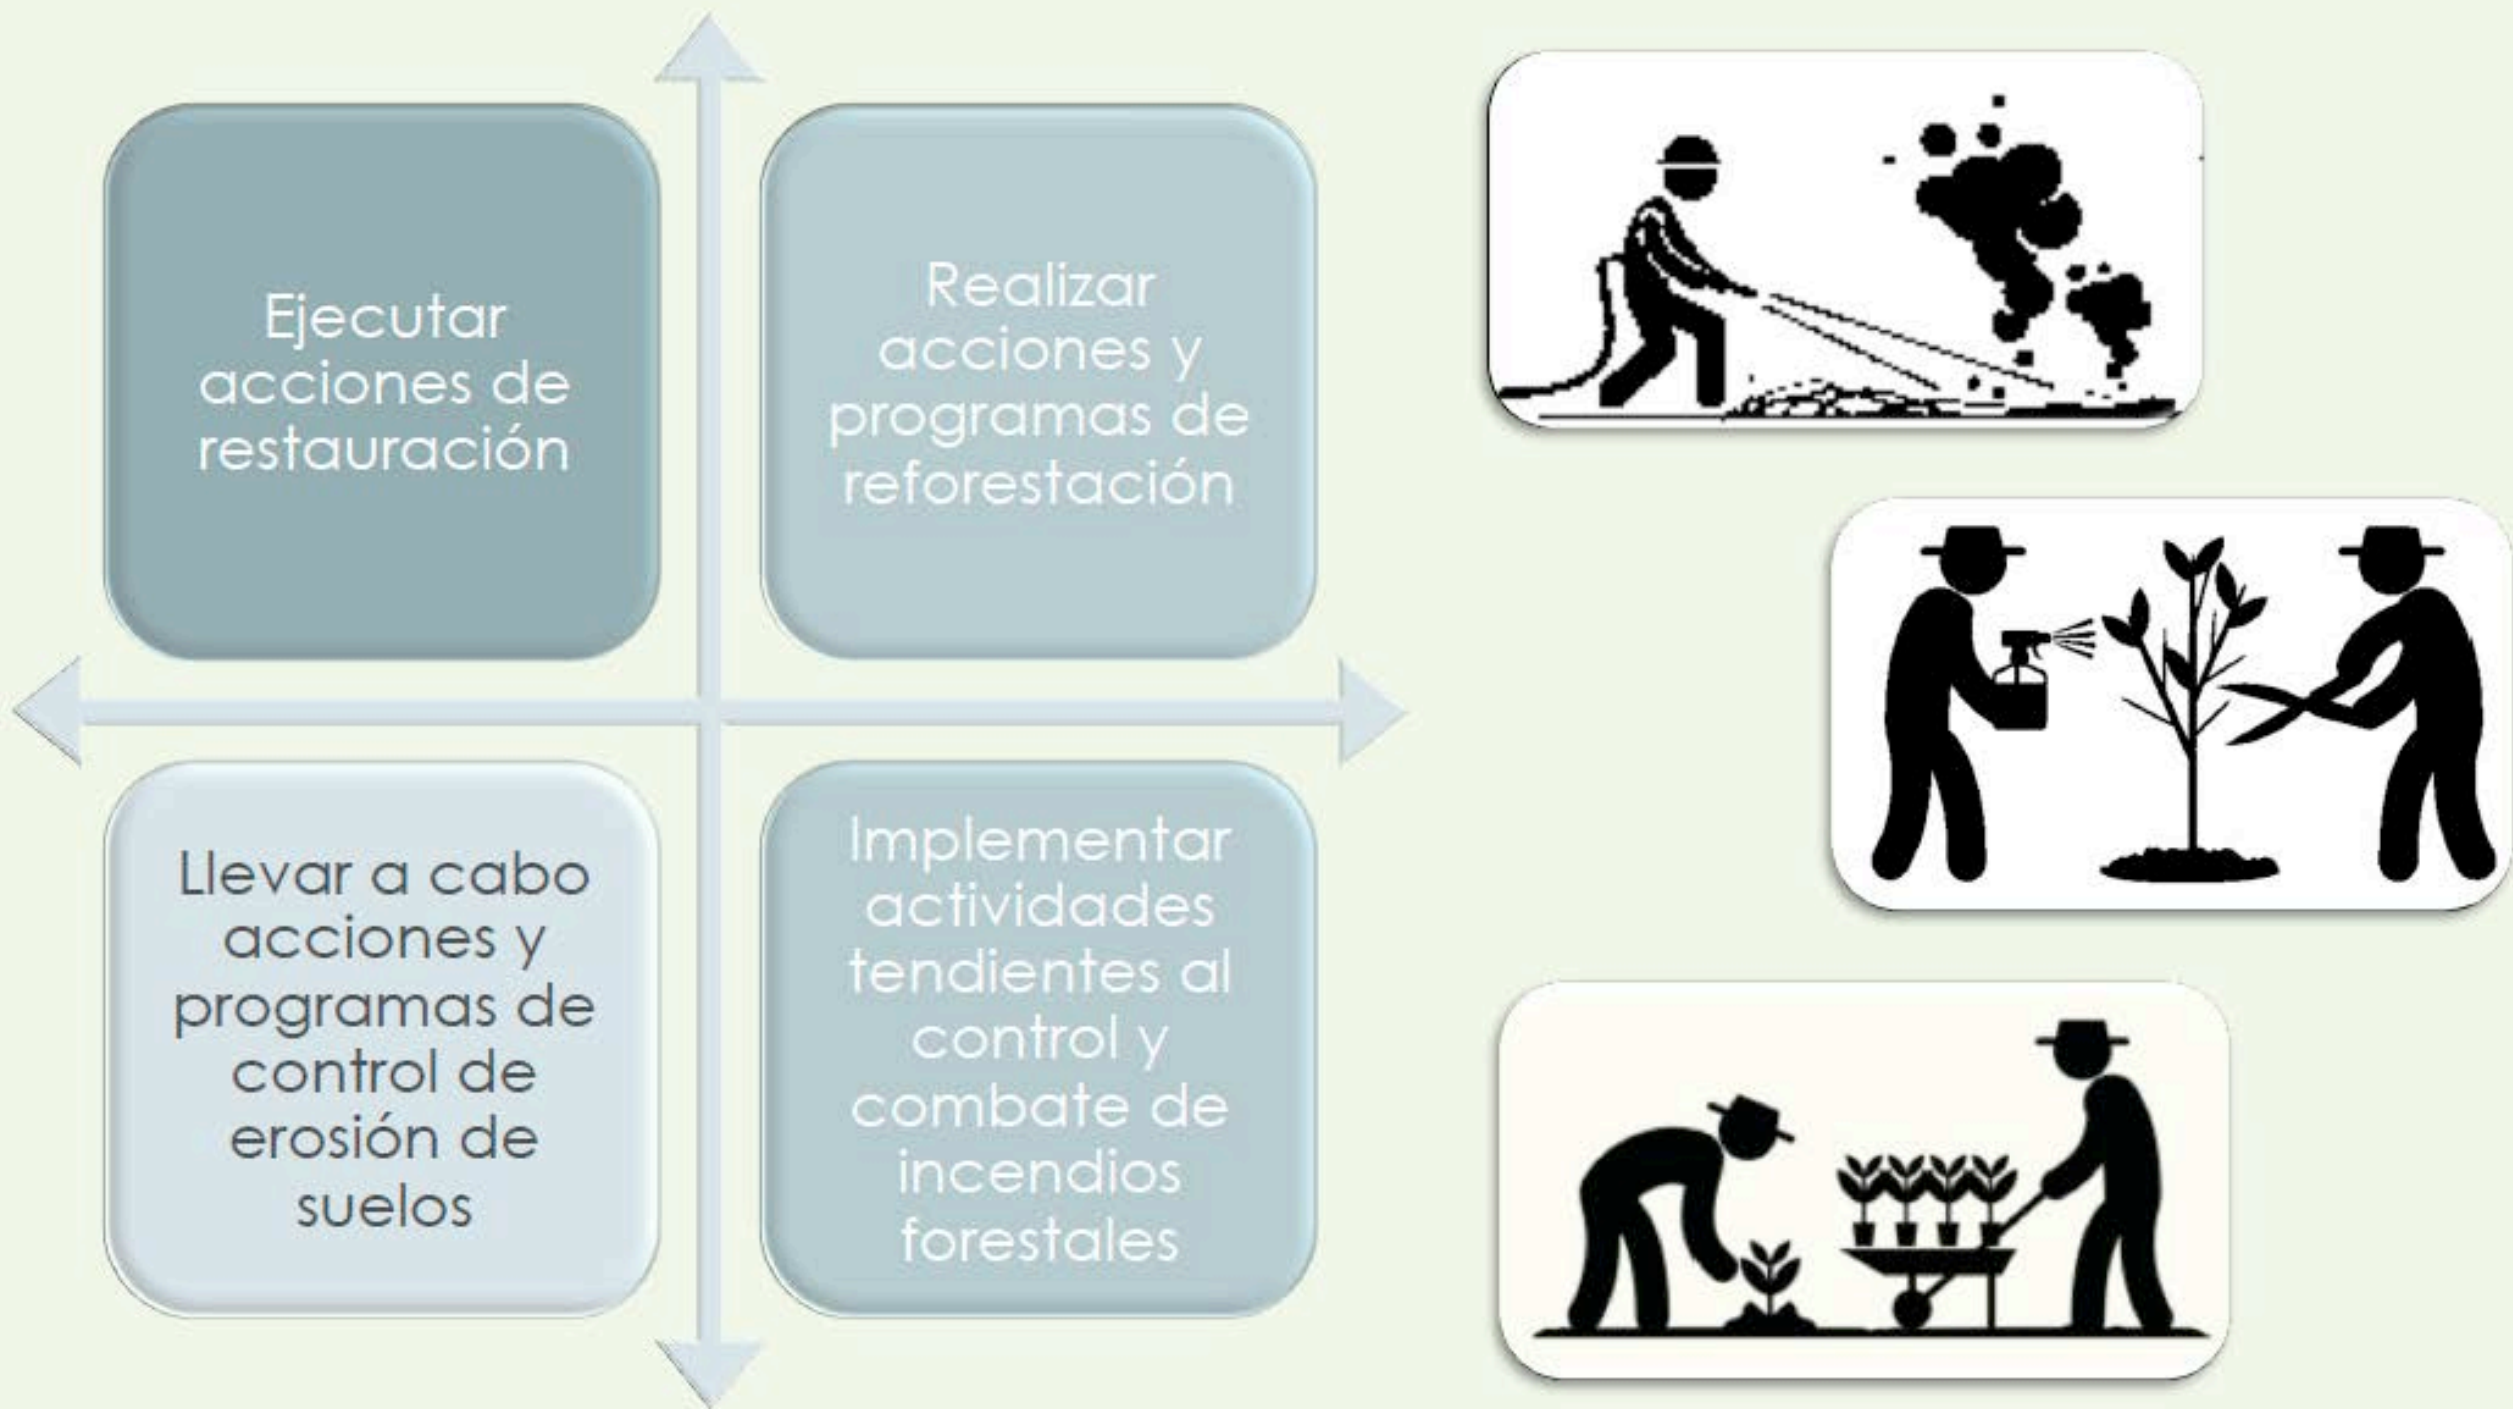 Ejecutar
acciones de
restauración
Realizar
acciones y
programas de
reforestación
Llevar a cabo
acciones y
programas de
control de
erosión de
suelos
Implementar
actividades
tendientes al
control y
combate de
incendios
forestales